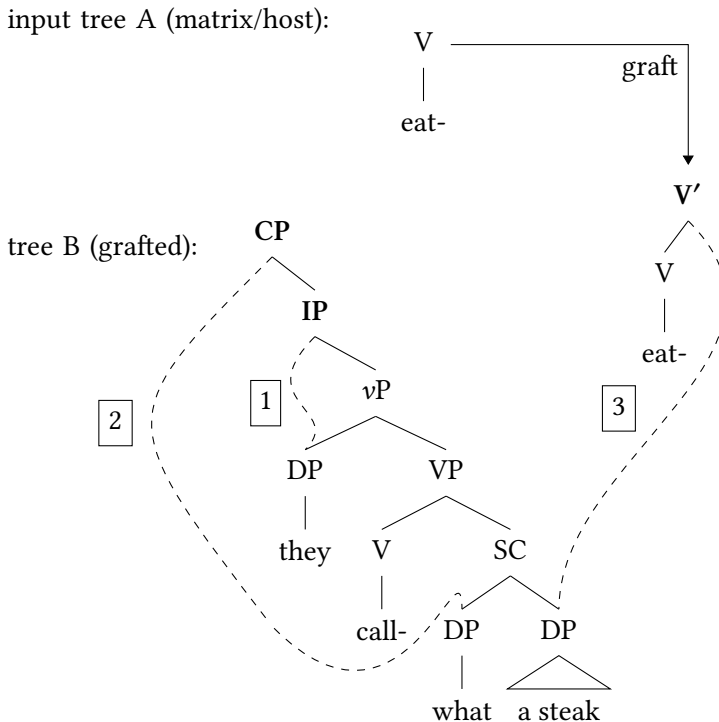 input tree A (matrix/host):
V
graft
eat-
V′
tree B (grafted):
CP
V
IP
eat-
vP
1
3
2
DP
VP
they
V
SC
call-
DP
DP
what
a steak